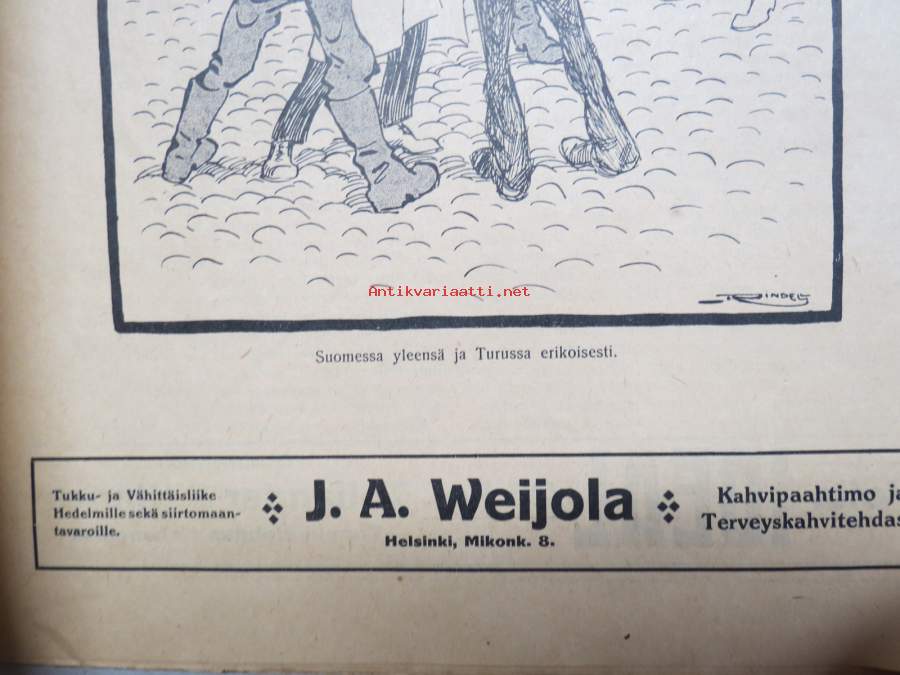 Antikvariaatti.net
RINDELL
Suomessa yleensä ja Turussa erikoisesti.
Tukku- ja Vähittäisliike
Hedelmille sekä siirtomaan-
tavaroille.
J. A. Weijola
Helsinki, Mikonk. 8.
Kahvipaahtimo ja
Terveyskahvitehdas